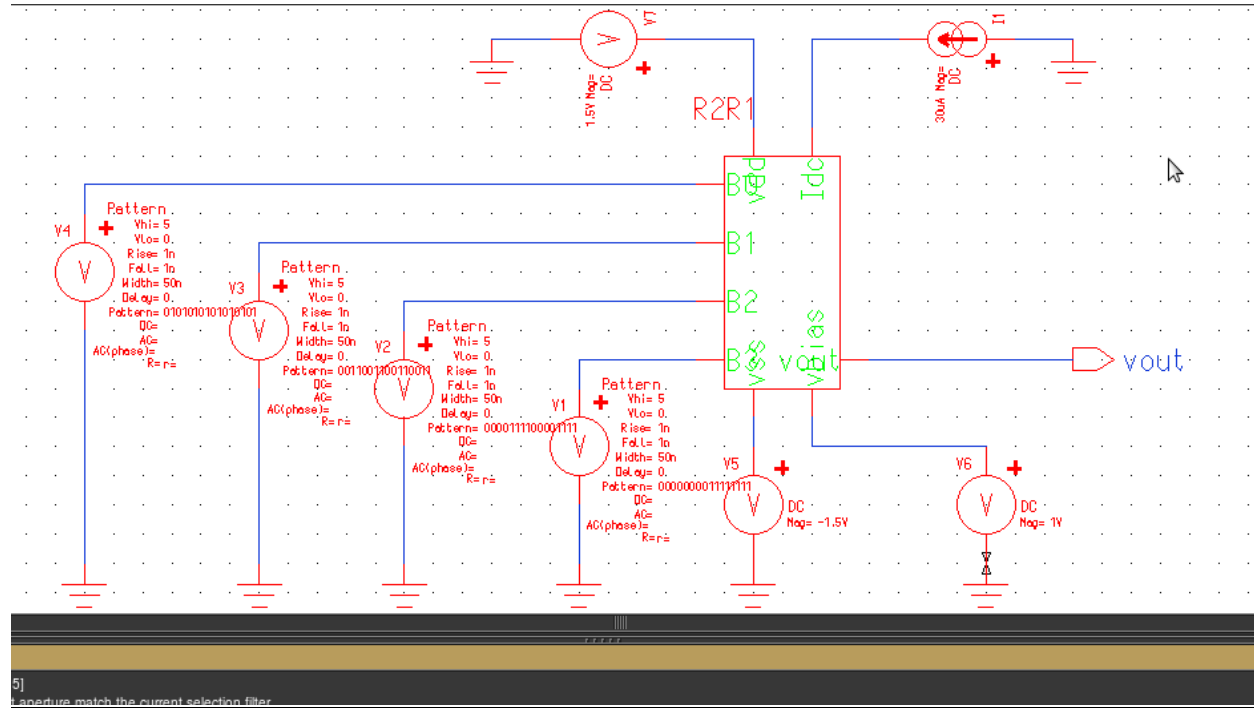 V7
1.5V Mag=
DC
I1
30uA Mag=
DC
R2R1
B0
vdd
Idc
B1
B2
B3
vss
vout
vBias
vout
V4
Pattern
Vhi= 5
VLo= 0.
Rise= 1n
Fall= 1n
Width= 50n
Delay= 0.
Pattern= 0101010101010101
DC=
AC=
AC(phase)=
R= r=
V3
Pattern
Vhi= 5
VLo= 0.
Rise= 1n
Fall= 1n
Width= 50n
Delay= 0.
Pattern= 0011001100110011
DC=
AC=
AC(phase)=
R= r=
V2
Pattern
Vhi= 5
VLo= 0.
Rise= 1n
Fall= 1n
Width= 50n
Delay= 0.
Pattern= 0000111100001111
DC=
AC=
AC(phase)=
R= r=
V1
Pattern
Vhi= 5
VLo= 0.
Rise= 1n
Fall= 1n
Width= 50n
Delay= 0.
Pattern= 0000000011111111
DC=
AC=
AC(phase)=
R= r=
V5
DC
Mag= -1.5V
V6
DC
Mag= 1V
5]
t aperture match the current selection filter